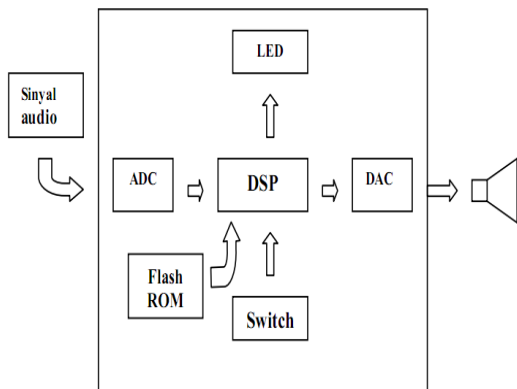 LED
Sinyal
audio
ADC
DSP
DAC
Flash
ROM
Switch